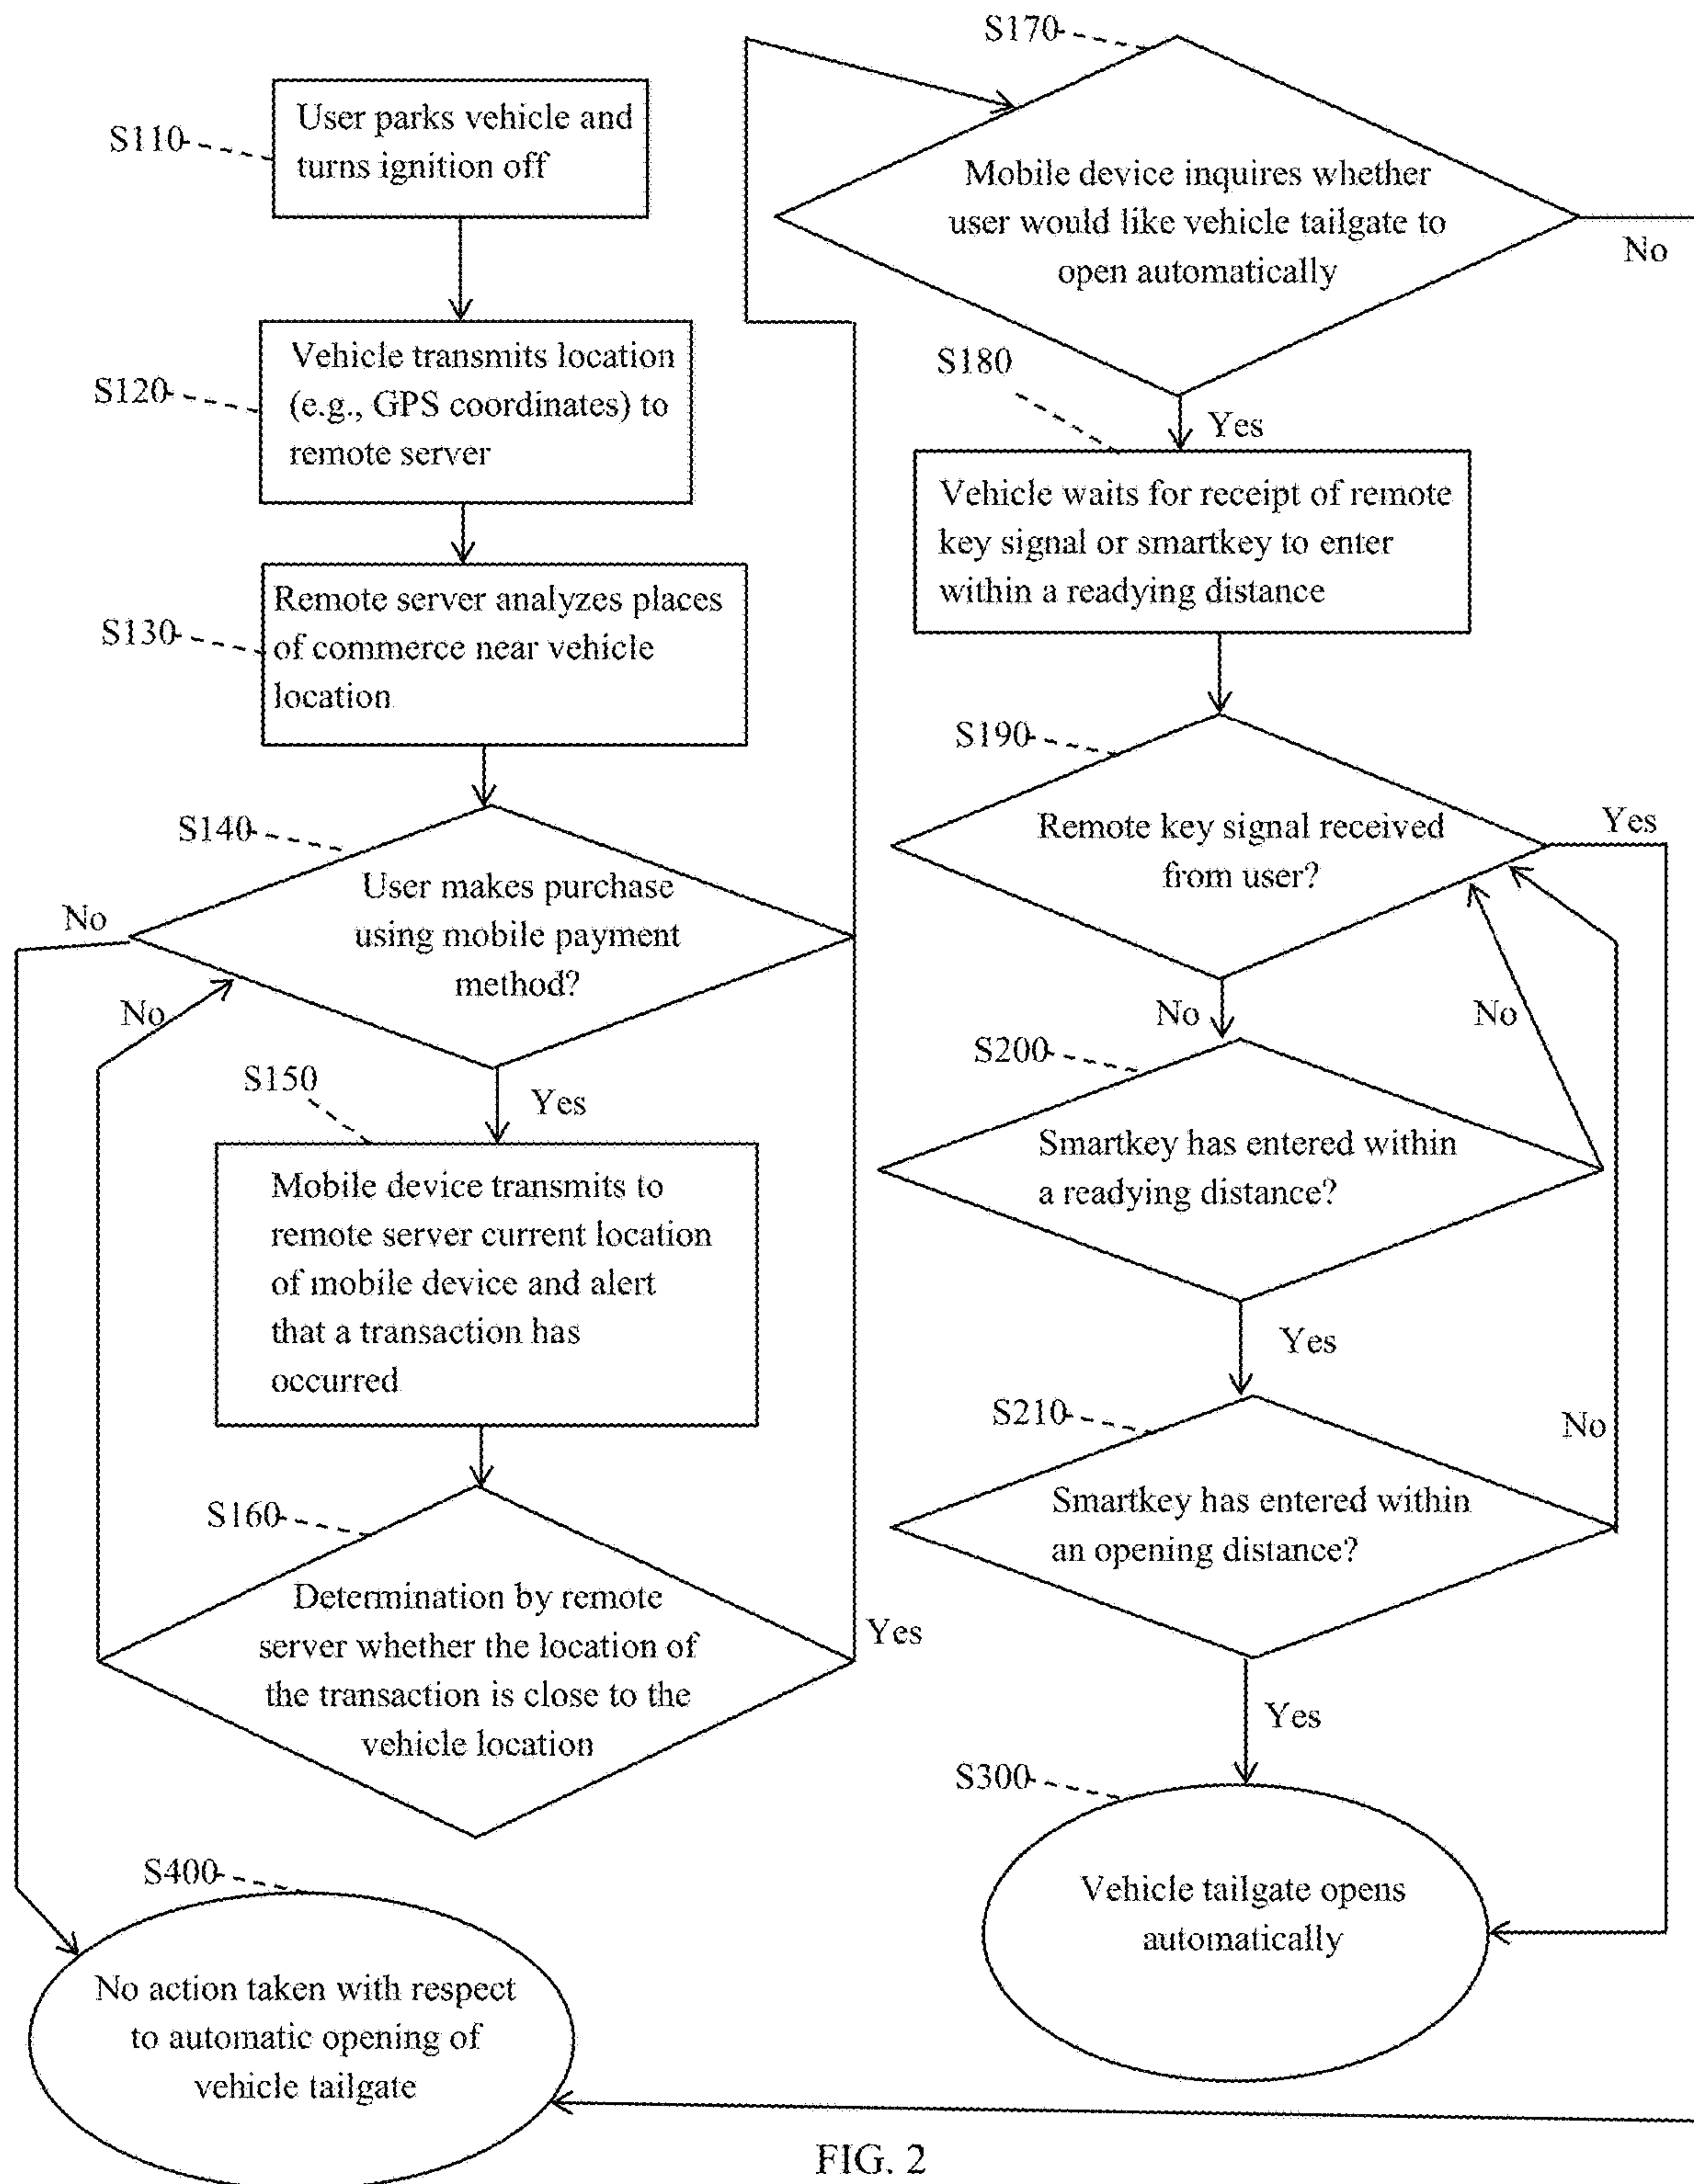 S110
User parks vehicle and
turns ignition off
S120
Vehicle transmits location
(e.g., GPS coordinates) to
remote server
S130
Remote server analyzes places
of commerce near vehicle
location
S140
User makes purchase
using mobile payment
method?
No
No
Yes
S150
Mobile device transmits to
remote server current location
of mobile device and alert
that a transaction has
occurred
S160
Determination by remote
server whether the location of
the transaction is close to the
vehicle location
Yes
S400
No action taken with respect
to automatic opening of
vehicle tailgate
S170
Mobile device inquires whether
user would like vehicle tailgate to
open automatically
No
Yes
S180
Vehicle waits for receipt of remote
key signal or smartkey to enter
within a readying distance
S190
Remote key signal received
from user?
Yes
No
No
S200
Smartkey has entered within
a readying distance?
Yes
S210
Smartkey has entered within
an opening distance?
No
Yes
S300
Vehicle tailgate opens
automatically
FIG. 2